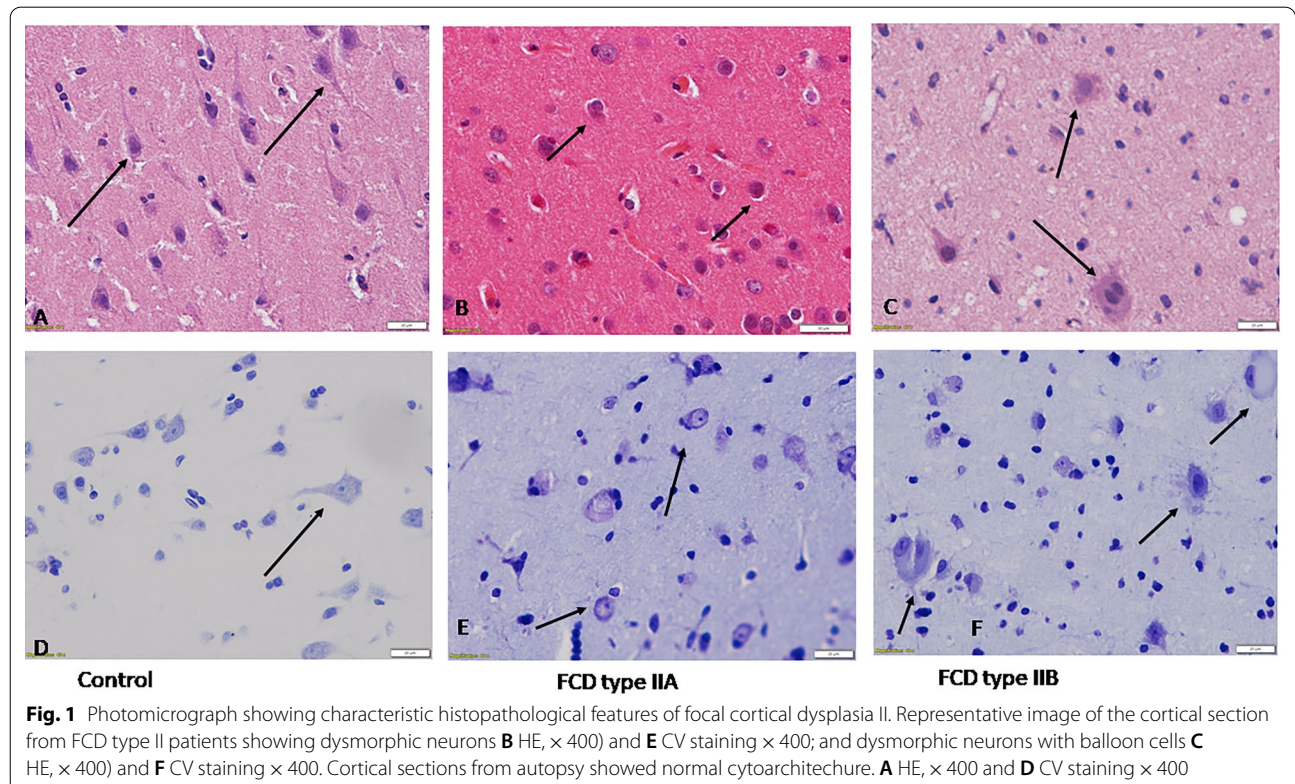 A
B
C
D
E
F
Control
FCD type IIA
FCD type IIB
Fig. 1 Photomicrograph showing characteristic histopathological features of focal cortical dysplasia II. Representative image of the cortical section
from FCD type II patients showing dysmorphic neurons B HE, × 400) and E CV staining × 400; and dysmorphic neurons with balloon cells C
HE, × 400) and F CV staining × 400. Cortical sections from autopsy showed normal cytoarchitechure. A HE, × 400 and D CV staining × 400